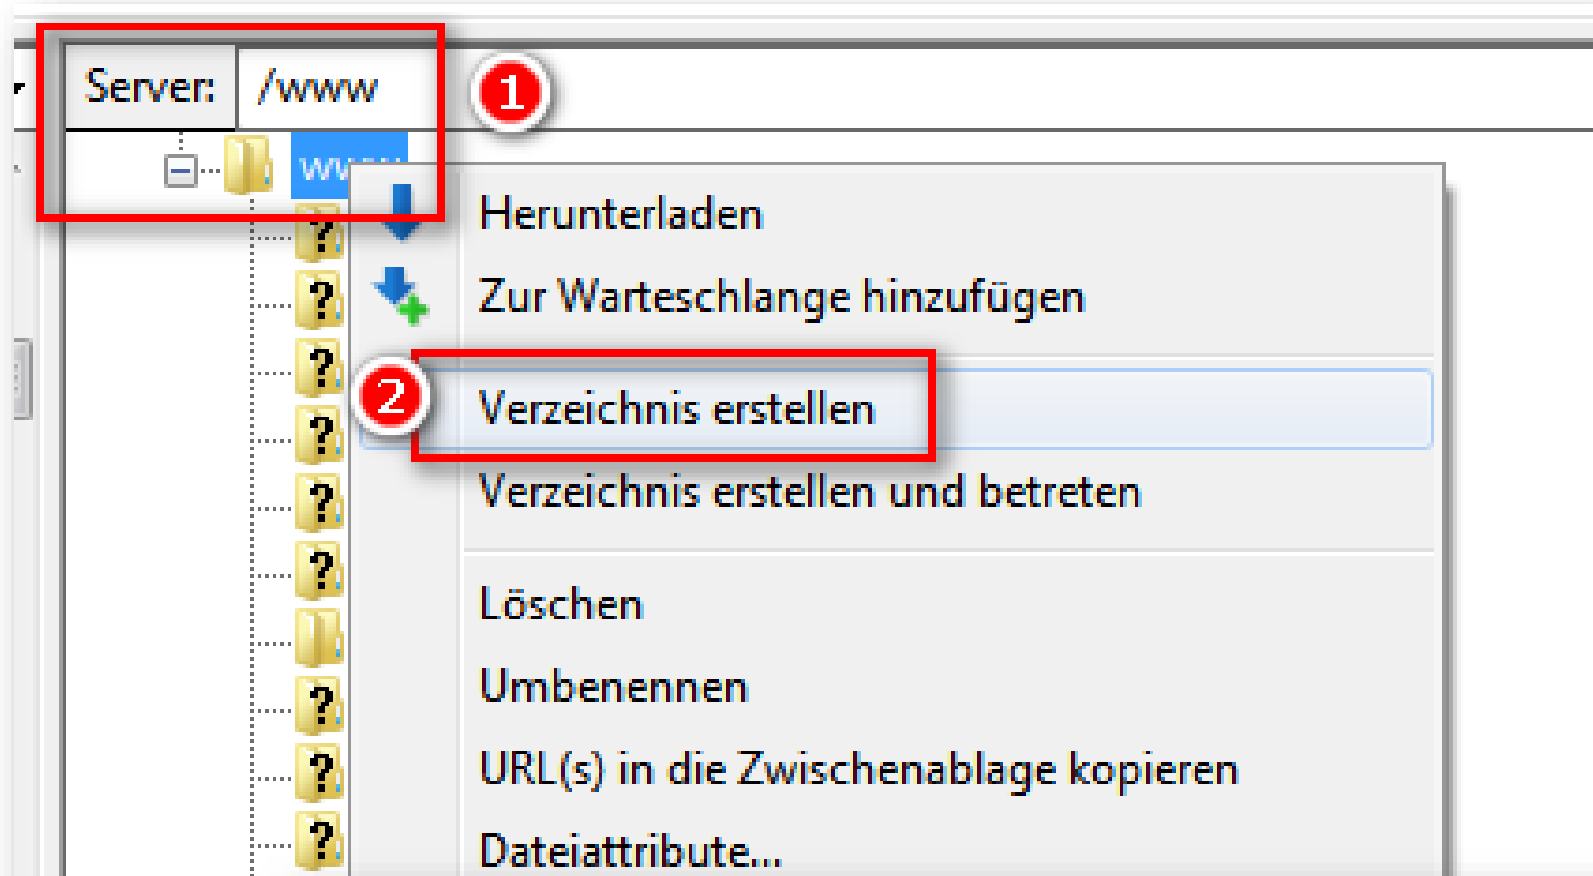 Server: /www
1
Herunterladen
Zur Warteschlange hinzufügen
2
Verzeichnis erstellen
Verzeichnis erstellen und betreten
Löschen
Umbenennen
URL(s) in die Zwischenablage kopieren
Dateiattribute...